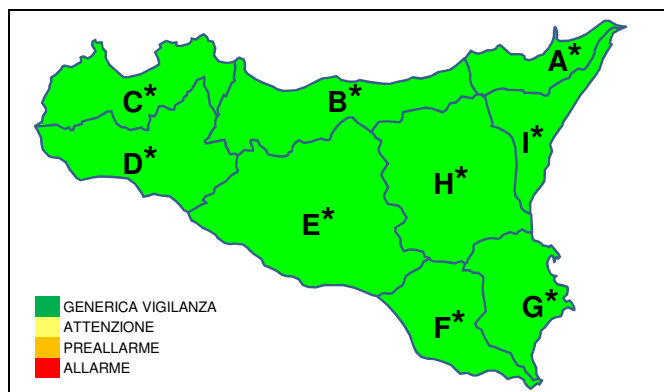 A*
C*
B*
I*
D*
H*
E*
G*
F*
GENERICA VIGILANZA
ATTENZIONE
PREALLARME
ALLARME